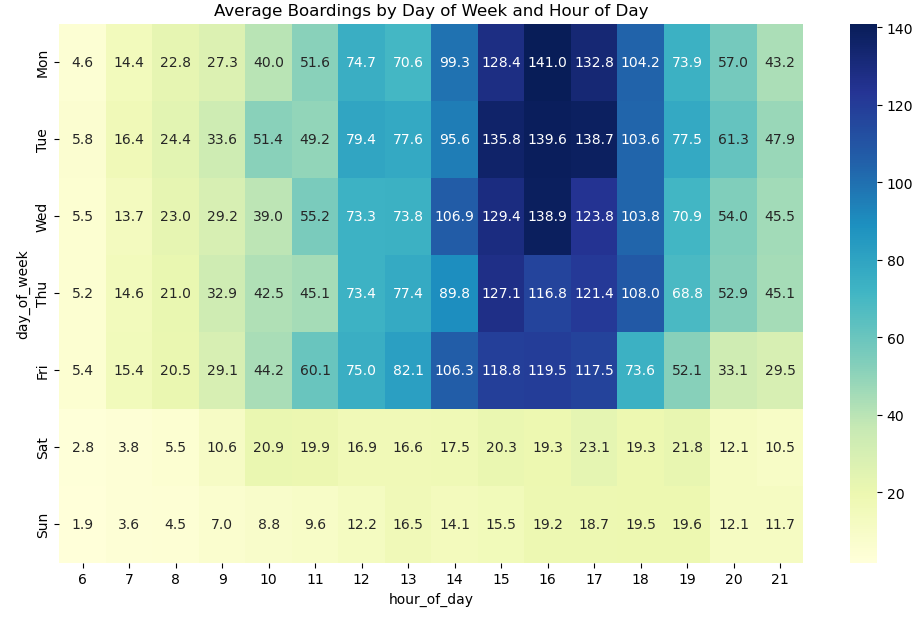 Average Boardings by Day of Week and Hour of Day
Mon 4.6 14.4 22.8 27.3 40.0 51.6 74.7 70.6 99.3 128.4 141.0 132.8 104.2 73.9 57.0 43.2
Tue 5.8 16.4 24.4 33.6 51.4 49.2 79.4 77.6 95.6 135.8 139.6 138.7 103.6 77.5 61.3 47.9
Wed 5.5 13.7 23.0 29.2 39.0 55.2 73.3 73.8 106.9 129.4 138.9 123.8 103.8 70.9 54.0 45.5
Thu 5.2 14.6 21.0 32.9 42.5 45.1 73.4 77.4 89.8 127.1 116.8 121.4 108.0 68.8 52.9 45.1
Fri 5.4 15.4 20.5 29.1 44.2 60.1 75.0 82.1 106.3 118.8 119.5 117.5 73.6 52.1 33.1 29.5
Sat 2.8 3.8 5.5 10.6 20.9 19.9 16.9 16.6 17.5 20.3 19.3 23.1 19.3 21.8 12.1 10.5
Sun 1.9 3.6 4.5 7.0 8.8 9.6 12.2 16.5 14.1 15.5 19.2 18.7 19.5 19.6 12.1 11.7
6 7 8 9 10 11 12 13 14 15 16 17 18 19 20 21
hour_of_day
day_of_week
140
120
100
80
60
40
20